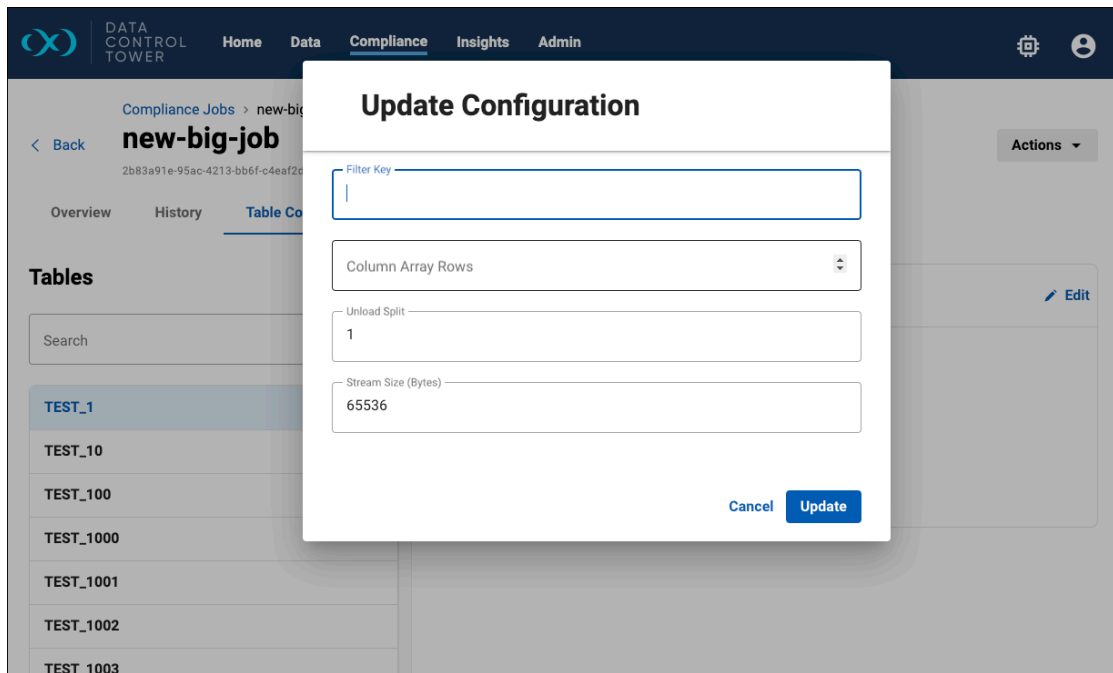 DATA
CONTROL
TOWER
Home Data Compliance Insights Admin
Compliance Jobs > new-big
Back
new-big-job
2b83a91e-95ac-4213-bb6f-c4eaf2d
Actions
Overview History Table Co
Tables
Search
TEST_1
TEST_10
TEST_100
TEST_1000
TEST_1001
TEST_1002
TEST_1003
Edit
Update Configuration
Filter Key
Column Array Rows
Unload Split
1
Stream Size (Bytes)
65536
Cancel Update